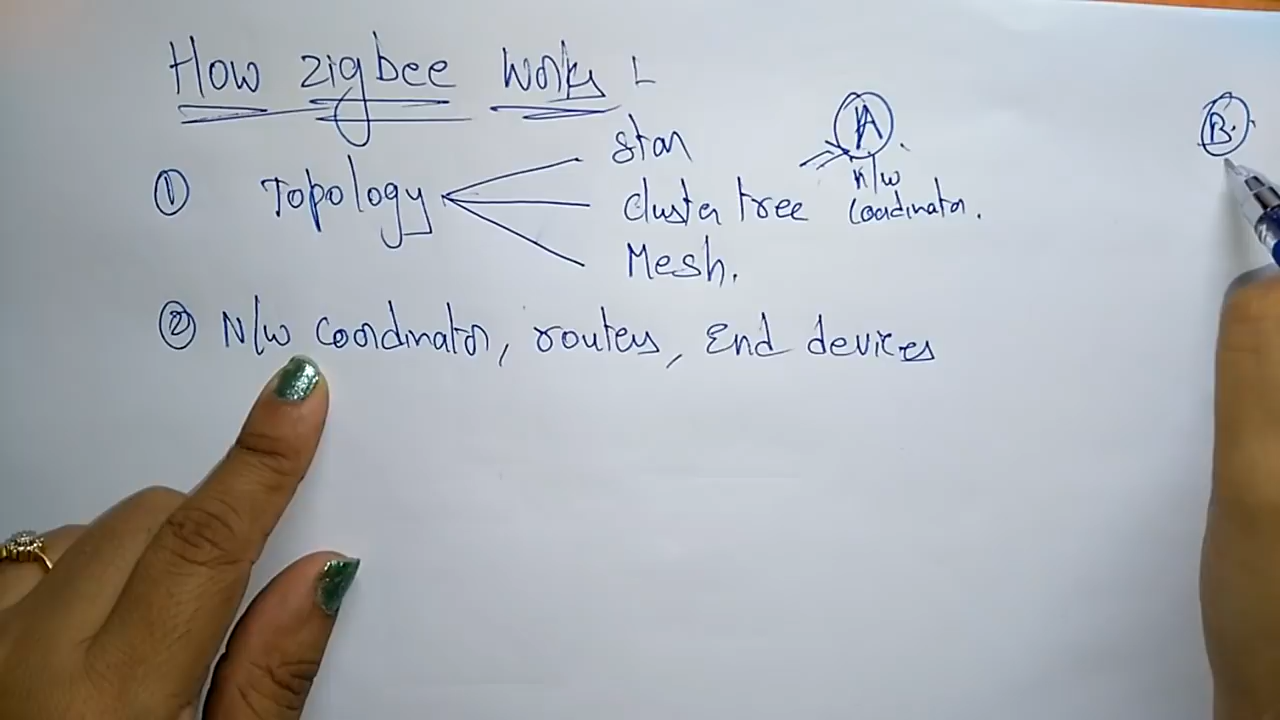 How zigbee works :-
① Topology
Star
Cluster tree
Mesh.
② N/w Coordinator, routers, End devices
A
N/w
Coordinator.
B